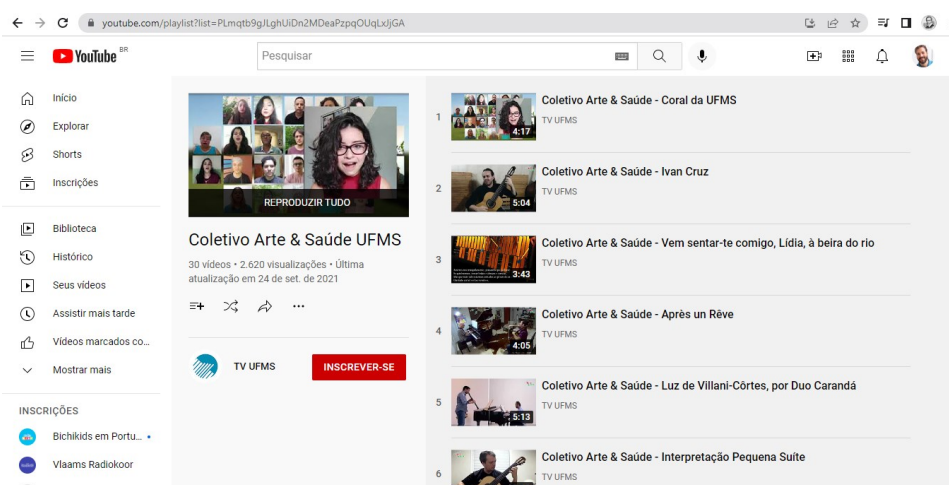 youtube.com/playlist?list=PLmqtb9gJLghUiDn2MDeaPzpqOUqLxJjGA
YouTube BR
Pesquisar
Início
Explorar
Shorts
Inscrições
Biblioteca
Histórico
Seus vídeos
Assistir mais tarde
Vídeos marcados co...
Mostrar mais
INSCRIÇÕES
Bichikids em Portu...
Vlaams Radiokoor
REPRODUZIR TUDO
Coletivo Arte & Saúde UFMS
30 vídeos • 2.620 visualizações • Última
atualização em 24 de set. de 2021
TV UFMS
INSCREVER-SE
1
4:17
Coletivo Arte & Saúde - Coral da UFMS
TV UFMS
2
5:04
Coletivo Arte & Saúde - Ivan Cruz
TV UFMS
3
3:43
Coletivo Arte & Saúde - Vem sentar-te comigo, Lídia, à beira do rio
TV UFMS
4
4:05
Coletivo Arte & Saúde - Après un Rêve
TV UFMS
5
5:13
Coletivo Arte & Saúde - Luz de Villani-Côrtes, por Duo Carandá
TV UFMS
6
Coletivo Arte & Saúde - Interpretação Pequena Suíte
TV UFMS